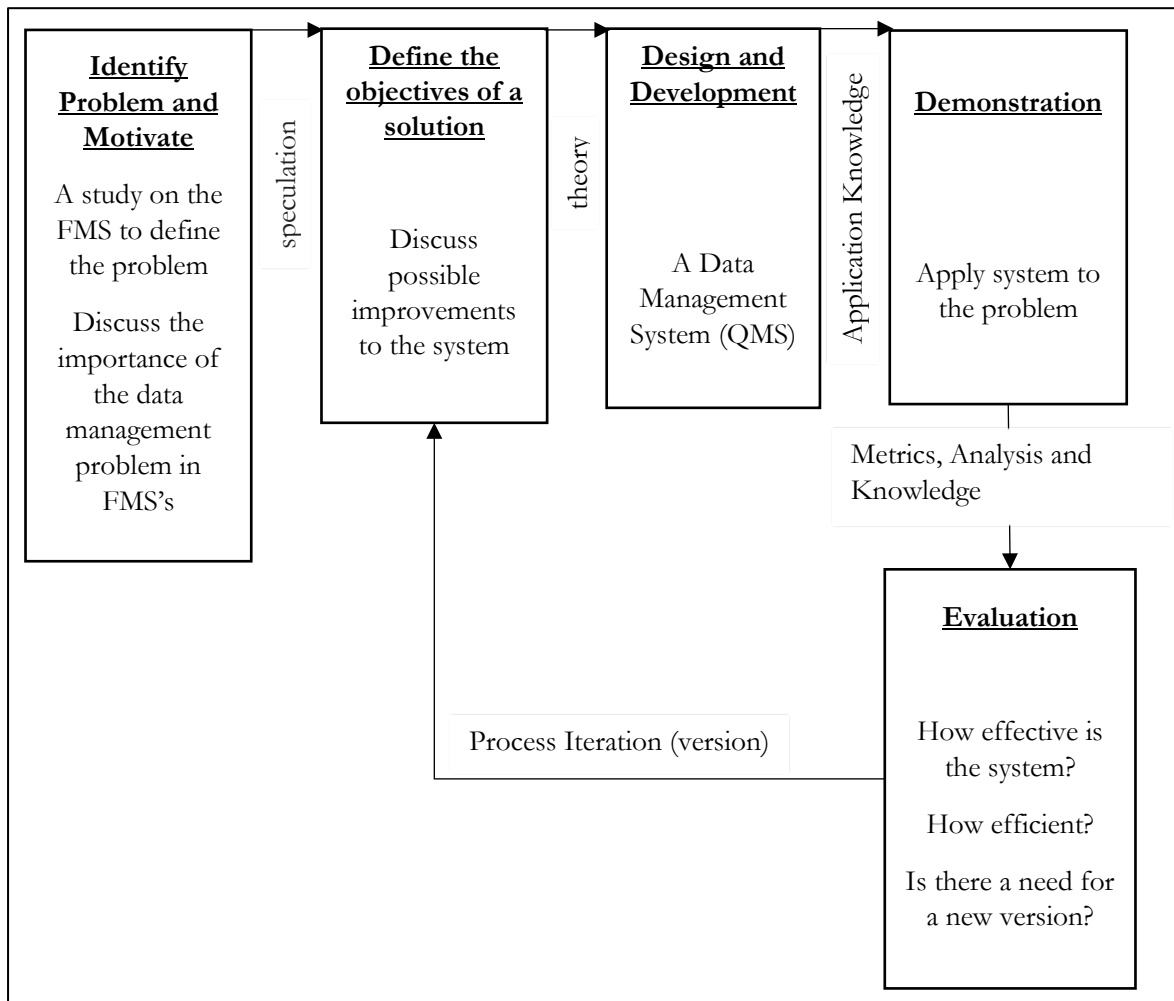 Identify
Problem and
Motivate
A study on the
FMS to define
the problem
Discuss the
importance of
the data
management
problem in
FMS’s
speculation
Define the
objectives of a
solution
Discuss
possible
improvements
to the system
theory
Design and
Development
A Data
Management
System (QMS)
Application Knowledge
Demonstration
Apply system to
the problem
Metrics, Analysis and
Knowledge
Evaluation
How effective is
the system?
How efficient?
Is there a need for
a new version?
Process Iteration (version)